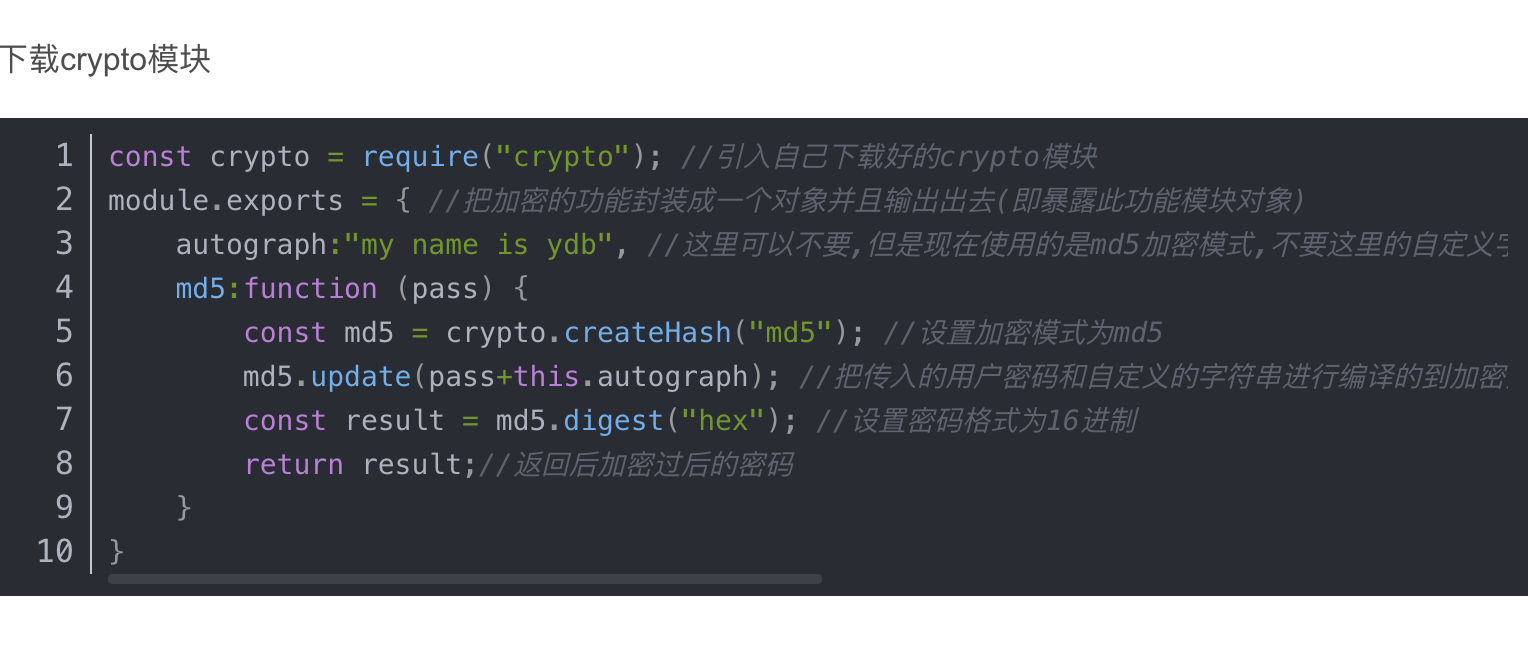 下载crypto模块
1 const crypto = require("crypto"); //引入自己下载好的crypto模块
2 module.exports = { //把加密的功能封装成一个对象并且输出出去(即暴露此功能模块对象)
3     autograph:"my name is ydb", //这里可以不要,但是现在使用的是md5加密模式,不要这里的自定义
4     md5:function (pass) {
5         const md5 = crypto.createHash("md5"); //设置加密模式为md5
6         md5.update(pass+this.autograph); //把传入的用户密码和自定义的字符串进行编译的到加密
7         const result = md5.digest("hex"); //设置密码格式为16进制
8         return result;//返回后加密过后的密码
9     }
10 }